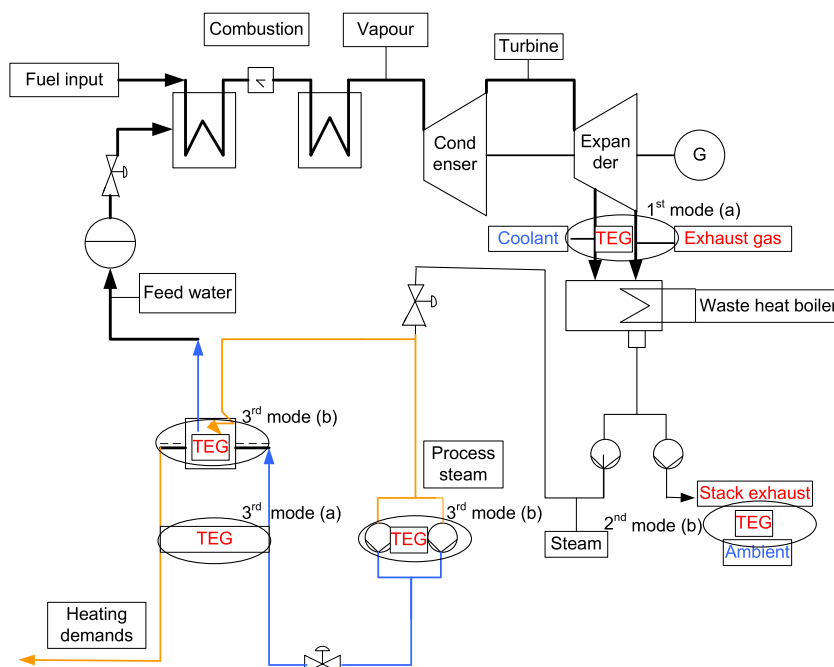 Combustion
Vapour
Turbine
Fuel input
Cond
enser
Expan
der
G
1st mode (a)
Coolant
TEG
Exhaust gas
Feed water
Waste heat boiler
3rd mode (b)
TEG
Process
steam
3rd mode (a)
TEG
3rd mode (b)
TEG
Stack exhaust
2nd mode (b)
TEG
Steam
Ambient
Heating
demands